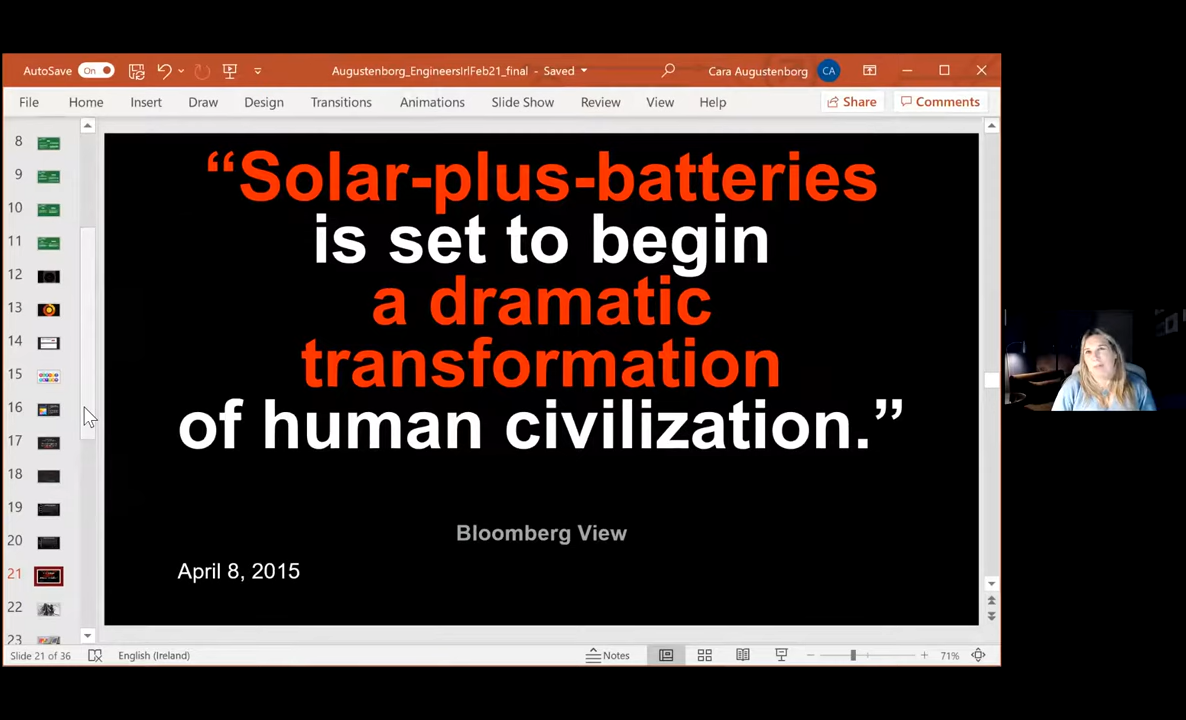 AutoSave On Augustenborg_EngineersIrlFeb21_final - Saved Cara Augustenborg CA
File Home Insert Draw Design Transitions Animations Slide Show Review View Help Share Comments
8
9
10
11
12
13
14
15
16
17
18
19
20
21
22
23
“Solar-plus-batteries
is set to begin
a dramatic
transformation
of human civilization.”
Bloomberg View
April 8, 2015
Slide 21 of 36 English (Ireland) Notes 71%